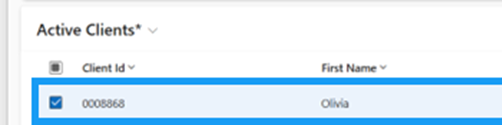 Active Clients*
Client Id First Name
0008868 Olivia